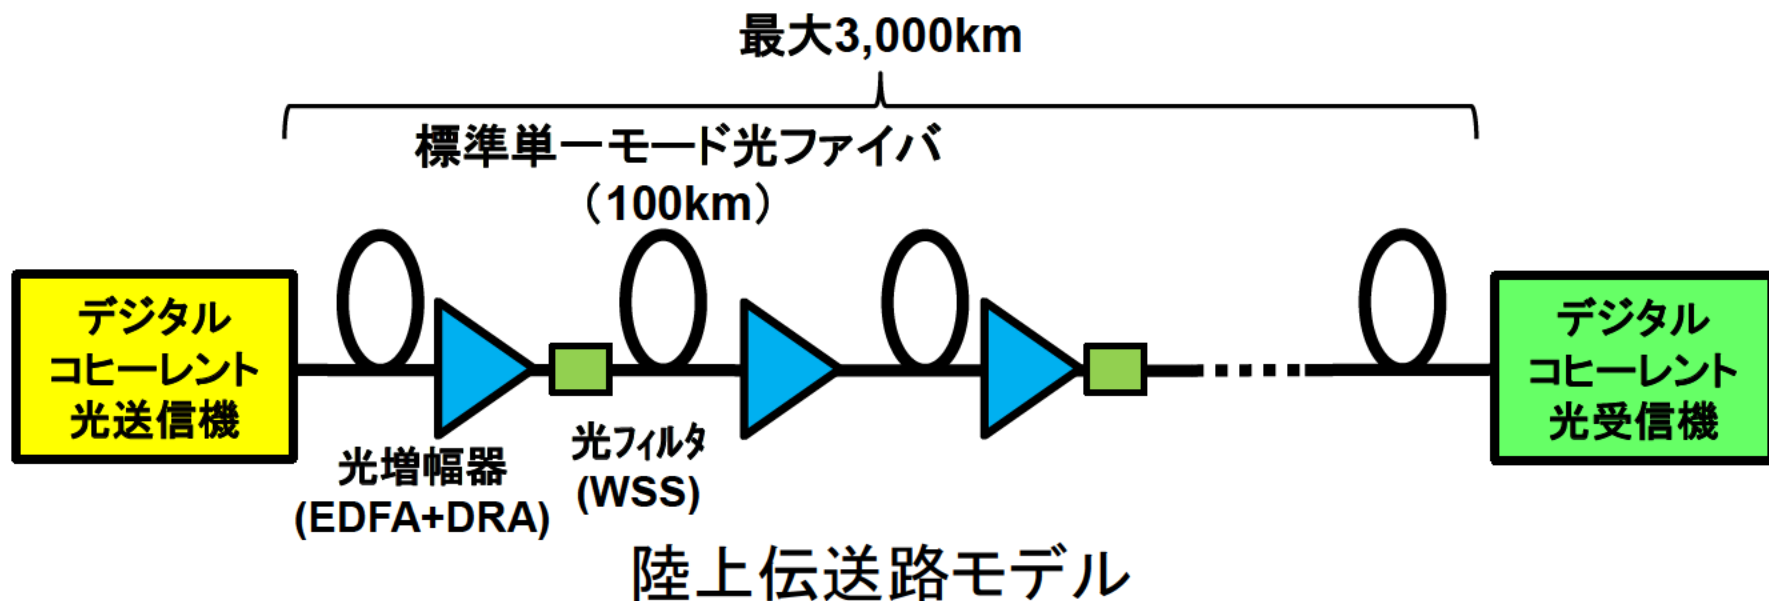 最大3,000km
標準単一モード光ファイバ
（100km）
デジタル
コヒーレント
光送信機
光増幅器
(EDFA+DRA)
光フィルタ
(WSS)
デジタル
コヒーレント
光受信機
陸上伝送路モデル